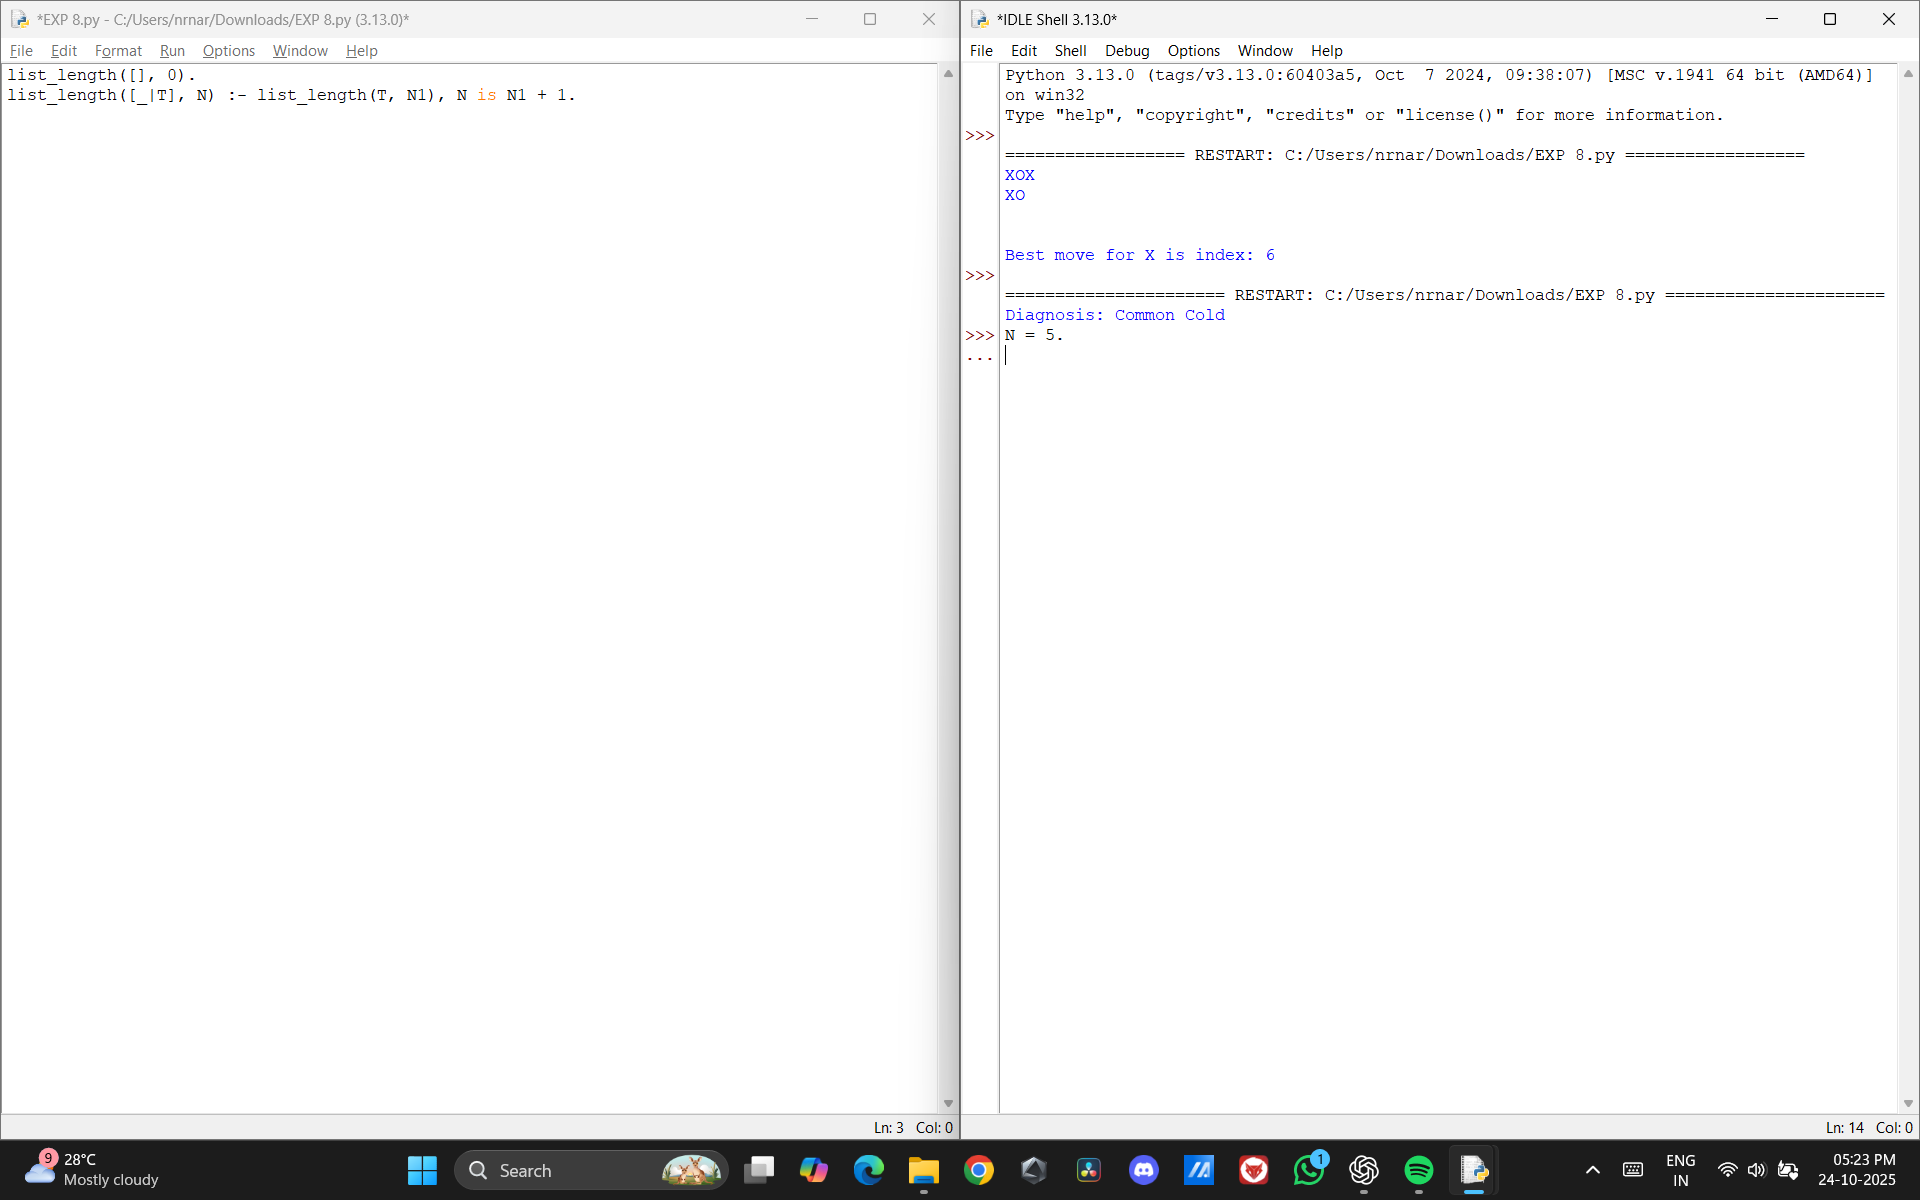 *EXP 8.py - C:/Users/nrnar/Downloads/EXP 8.py (3.13.0)*
File Edit Format Run Options Window Help
list_length([], 0).
list_length([_|T], N) :- list_length(T, N1), N is N1 + 1.
Ln: 3 Col: 0
*IDLE Shell 3.13.0*
File Edit Shell Debug Options Window Help
Python 3.13.0 (tags/v3.13.0:60403a5, Oct  7 2024, 09:38:07) [MSC v.1941 64 bit (AMD64)]
on win32
Type "help", "copyright", "credits" or "license()" for more information.
>>>
================== RESTART: C:/Users/nrnar/Downloads/EXP 8.py ==================
XOX
XO
Best move for X is index: 6
>>>
====================== RESTART: C:/Users/nrnar/Downloads/EXP 8.py ======================
Diagnosis: Common Cold
>>> N = 5.
...
Ln: 14 Col: 0
9
28°C
Mostly cloudy
Search
1
ENG
IN
05:23 PM
24-10-2025